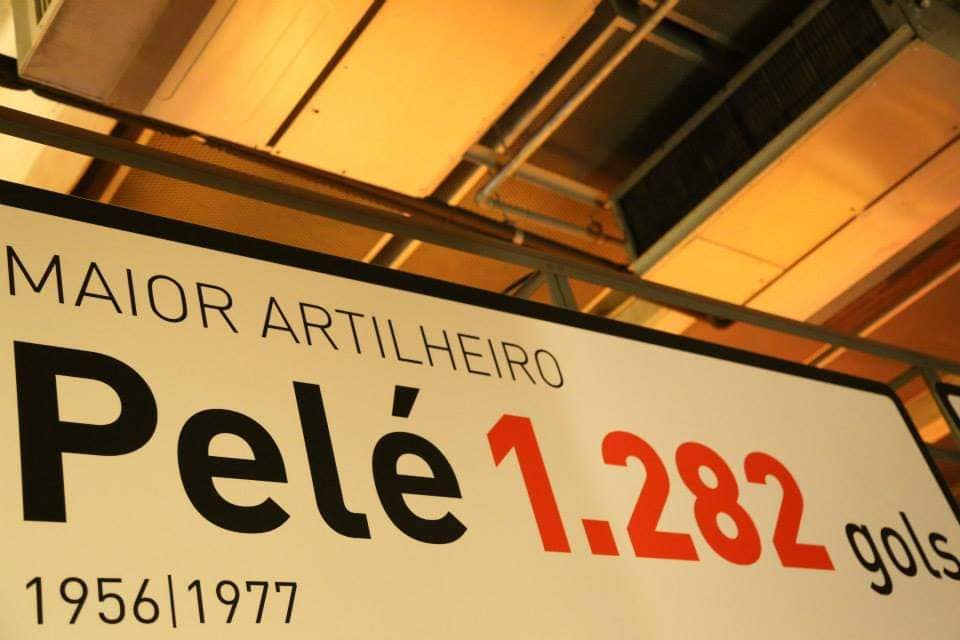 MAIOR ARTILHEIRO
Pelé 1.282 gols
1956|1977